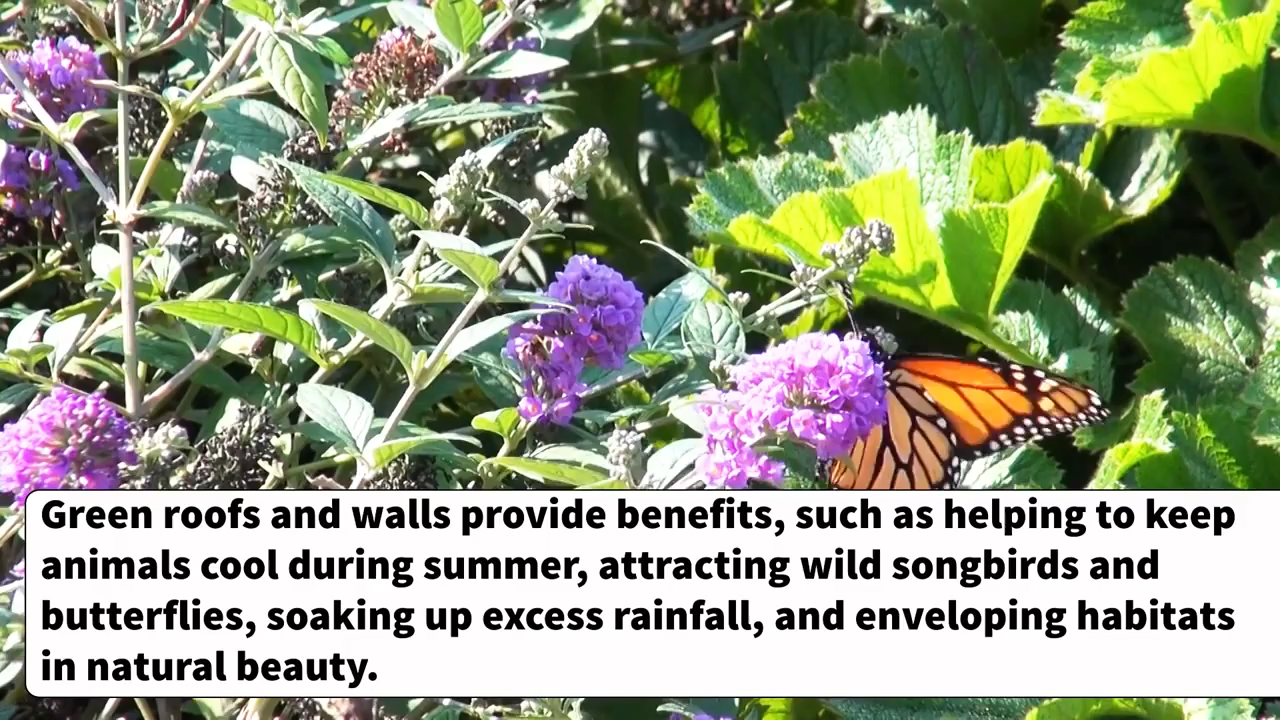 Green roofs and walls provide benefits, such as helping to keep
animals cool during summer, attracting wild songbirds and
butterflies, soaking up excess rainfall, and enveloping habitats
in natural beauty.